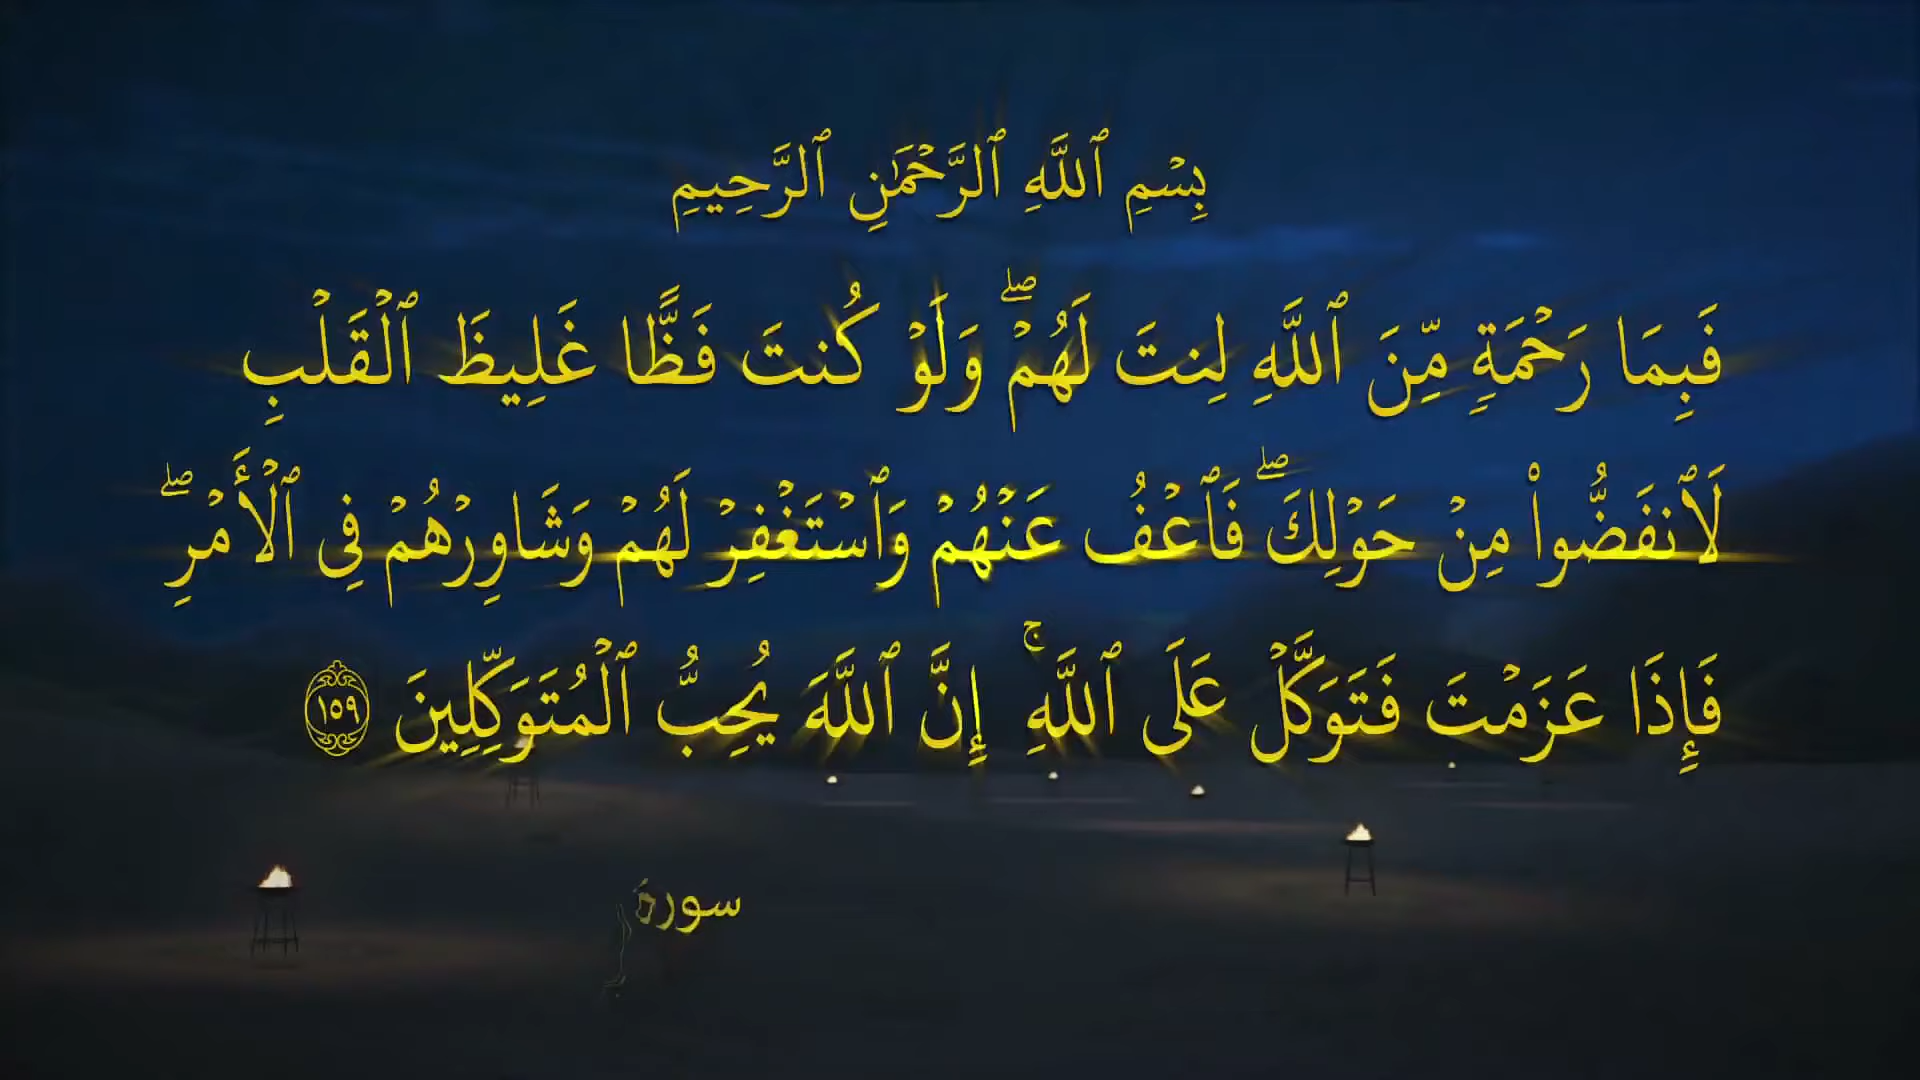 بِسْمِ ٱللَّهِ ٱلرَّحْمَٰنِ ٱلرَّحِيمِ
فَبِمَا رَحْمَةٍ مِّنَ ٱللَّهِ لِنتَ لَهُمْ ۖ وَلَوْ كُنتَ فَظًّا غَلِيظَ ٱلْقَلْبِ
لَٱنفَضُّوا۟ مِنْ حَوْلِكَ ۖ فَٱعْفُ عَنْهُمْ وَٱسْتَغْفِرْ لَهُمْ وَشَاوِرْهُمْ فِى ٱلْأَمْرِ ۖ
فَإِذَا عَزَمْتَ فَتَوَكَّلْ عَلَى ٱللَّهِ ۚ إِنَّ ٱللَّهَ يُحِبُّ ٱلْمُتَوَكِّلِينَ ١٥٩
سورة